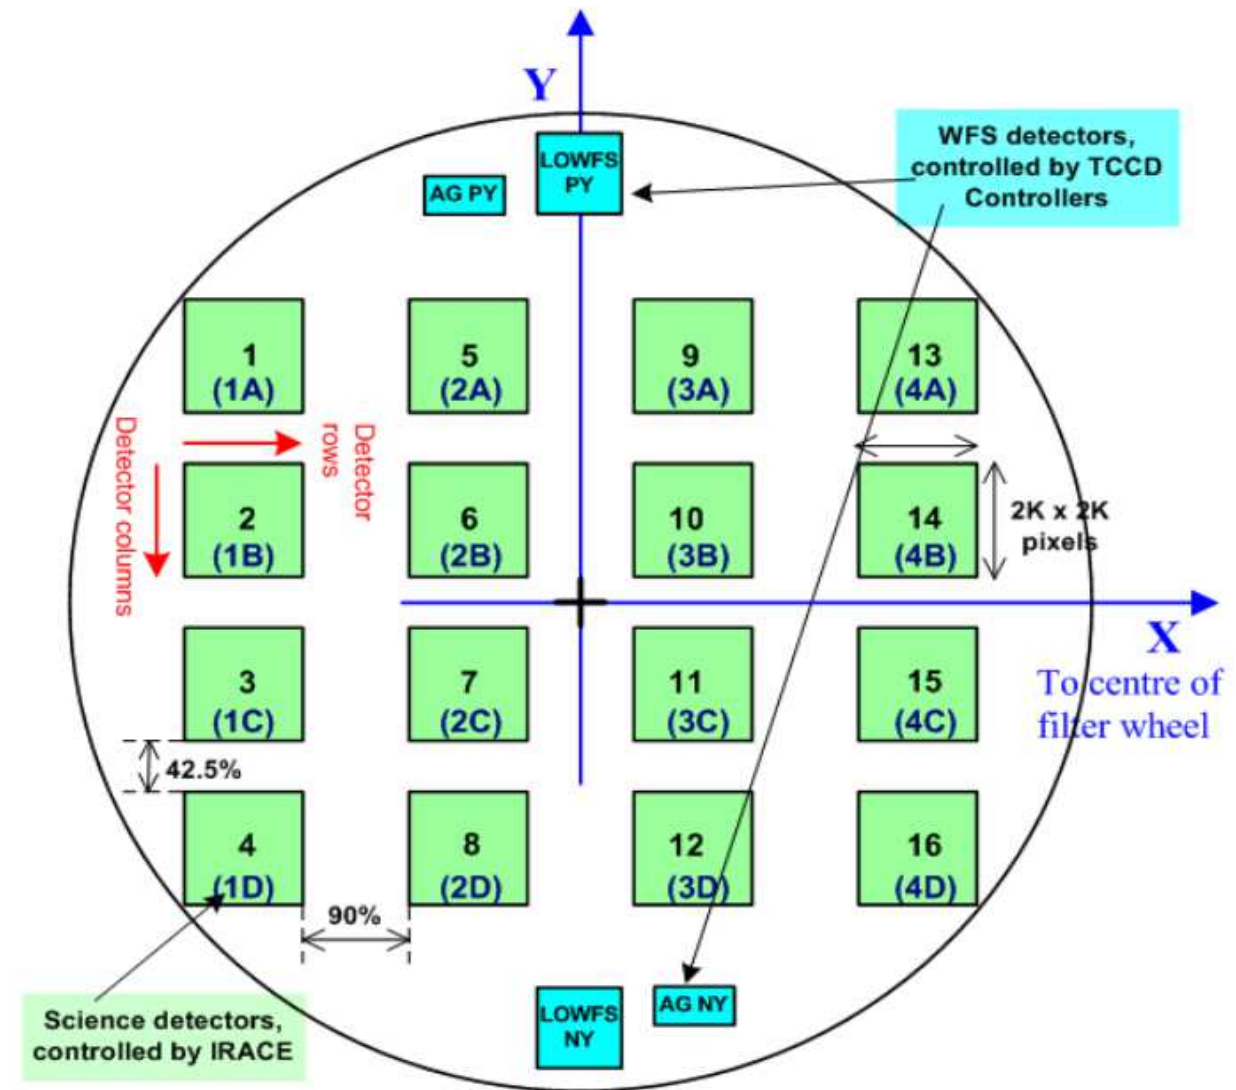 Y
LOWFS
PY
AG PY
WFS detectors,
controlled by TCCD
Controllers
1
(1A)
5
(2A)
9
(3A)
13
(4A)
Detector columns
Detector
rows
2
(1B)
6
(2B)
10
(3B)
14
(4B)
2K x 2K
pixels
X
To centre of
filter wheel
3
(1C)
7
(2C)
11
(3C)
15
(4C)
42.5%
4
(1D)
8
(2D)
12
(3D)
16
(4D)
90%
LOWFS
NY
AG NY
Science detectors,
controlled by IRACE